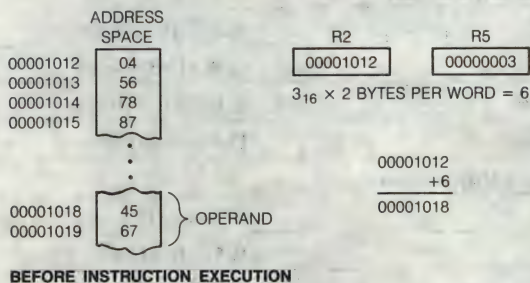 ADDRESS
SPACE
R2 R5
00001012 04 00001012 00000003
00001013 56
00001014 78 3₁₆ × 2 BYTES PER WORD = 6
00001015 87
00001012
+6
00001018
00001018 45 OPERAND
00001019 67
BEFORE INSTRUCTION EXECUTION